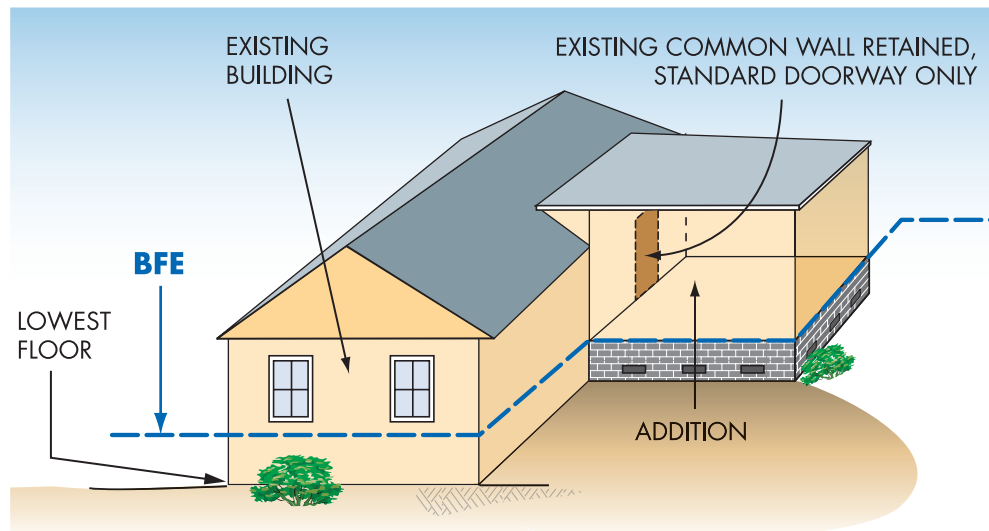 EXISTING
BUILDING
EXISTING COMMON WALL RETAINED,
STANDARD DOORWAY ONLY
BFE
LOWEST
FLOOR
ADDITION